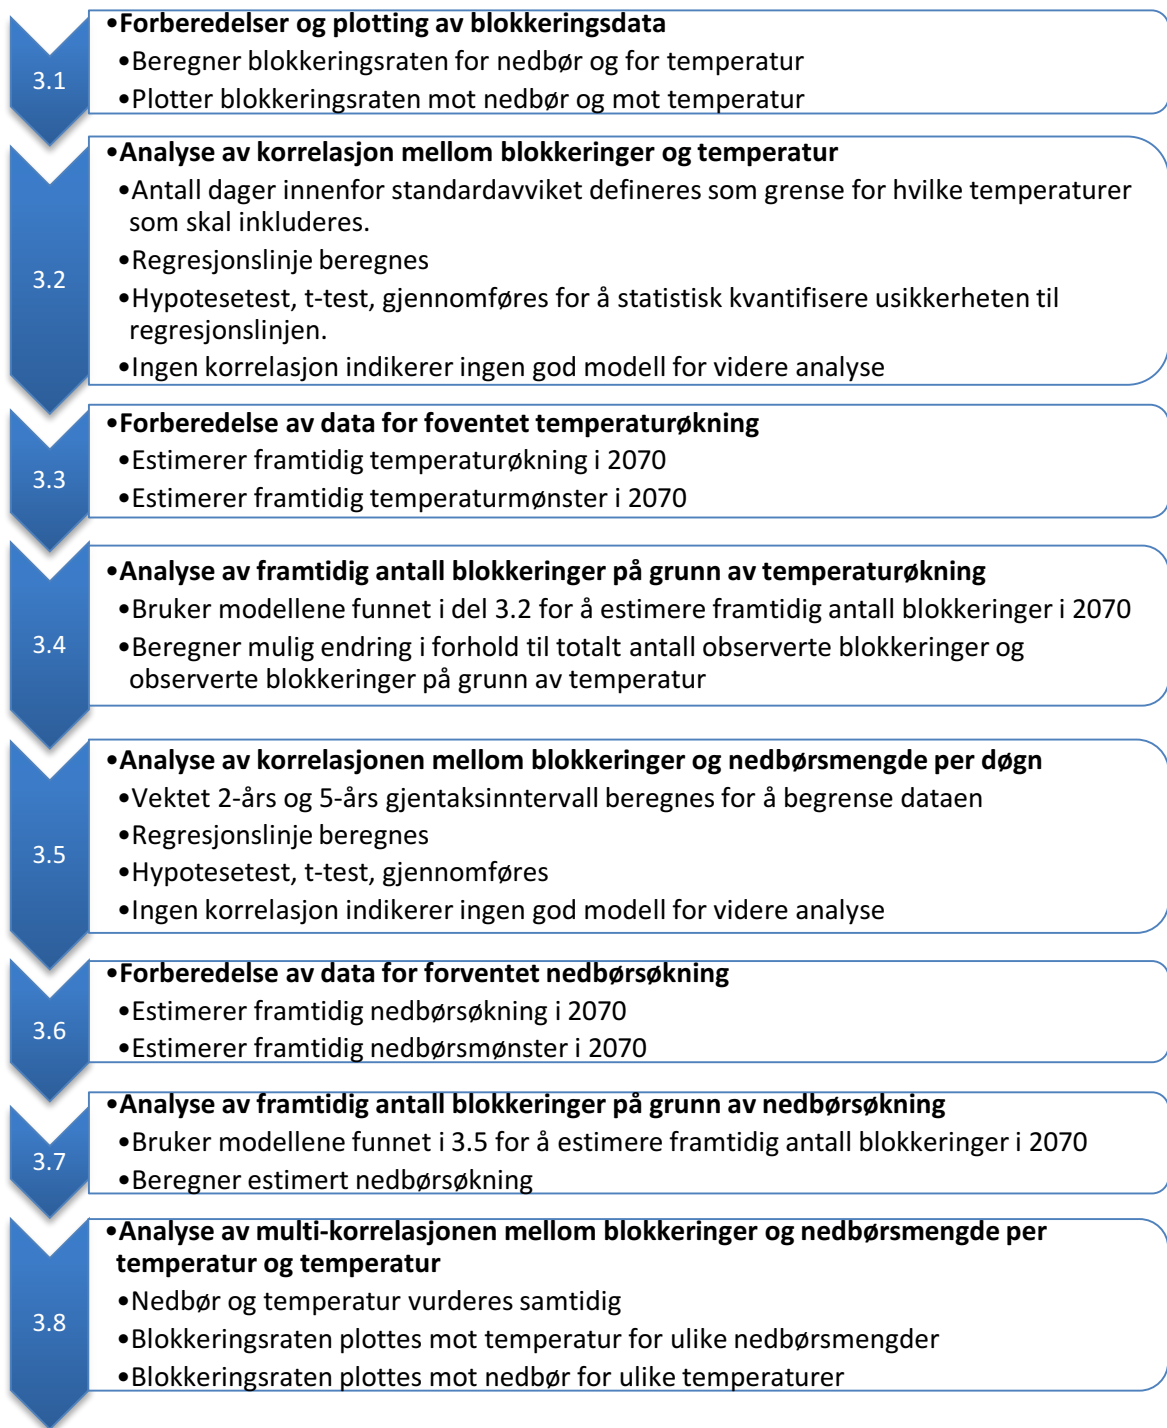 3.1
•Forberedelser og plotting av blokkeringsdata
•Beregner blokkeringsraten for nedbør og for temperatur
•Plotter blokkeringsraten mot nedbør og mot temperatur
3.2
•Analyse av korrelasjon mellom blokkeringer og temperatur
•Antall dager innenfor standardavviket defineres som grense for hvilke temperaturer
som skal inkluderes.
•Regresjonslinje beregnes
•Hypotesetest, t-test, gjennomføres for å statistisk kvantifisere usikkerheten til
regresjonslinjen.
•Ingen korrelasjon indikerer ingen god modell for videre analyse
3.3
•Forberedelse av data for foventet temperaturøkning
•Estimerer framtidig temperaturøkning i 2070
•Estimerer framtidig temperaturmønster i 2070
3.4
•Analyse av framtidig antall blokkeringer på grunn av temperaturøkning
•Bruker modellene funnet i del 3.2 for å estimere framtidig antall blokkeringer i 2070
•Beregner mulig endring i forhold til totalt antall observerte blokkeringer og
observerte blokkeringer på grunn av temperatur
3.5
•Analyse av korrelasjonen mellom blokkeringer og nedbørsmengde per døgn
•Vektet 2-års og 5-års gjentaksinntervall beregnes for å begrense dataen
•Regresjonslinje beregnes
•Hypotesetest, t-test, gjennomføres
•Ingen korrelasjon indikerer ingen god modell for videre analyse
3.6
•Forberedelse av data for forventet nedbørsøkning
•Estimerer framtidig nedbørsøkning i 2070
•Estimerer framtidig nedbørsmønster i 2070
3.7
•Analyse av framtidig antall blokkeringer på grunn av nedbørsøkning
•Bruker modellene funnet i 3.5 for å estimere framtidig antall blokkeringer i 2070
•Beregner estimert nedbørsøkning
3.8
•Analyse av multi-korrelasjonen mellom blokkeringer og nedbørsmengde per
temperatur og temperatur
•Nedbør og temperatur vurderes samtidig
•Blokkeringsraten plottes mot temperatur for ulike nedbørsmengder
•Blokkeringsraten plottes mot nedbør for ulike temperaturer